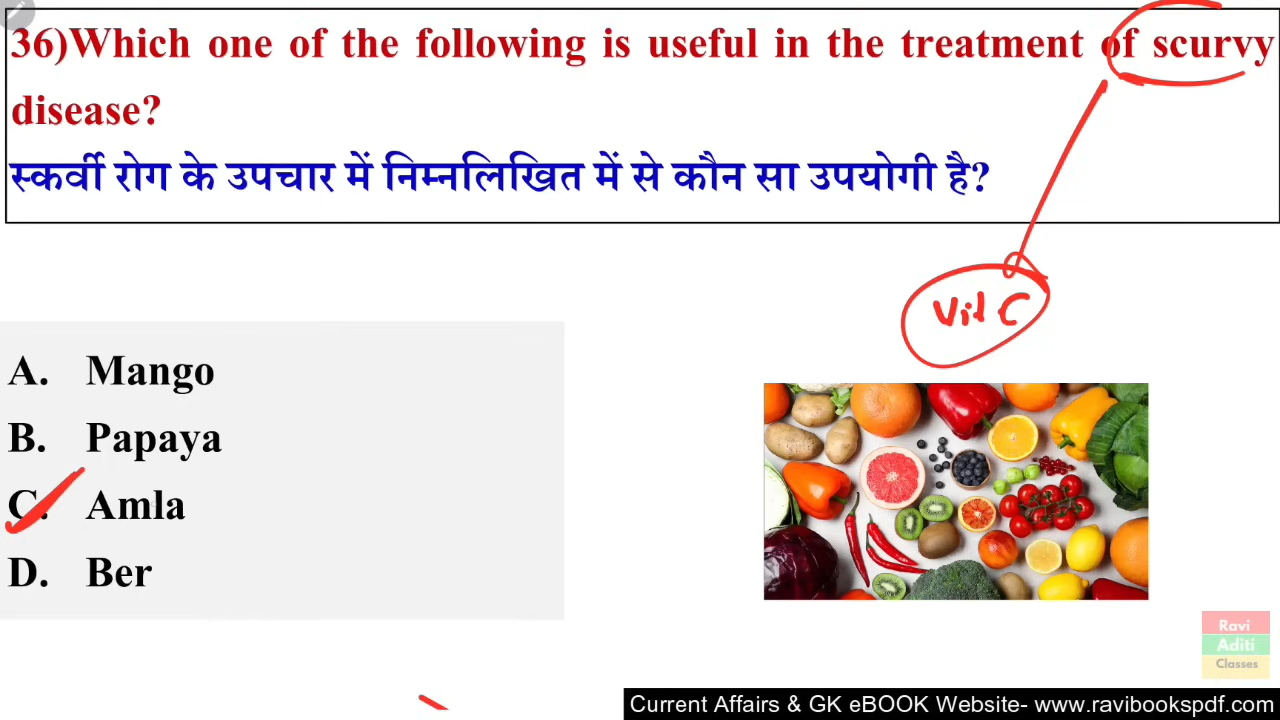 36)Which one of the following is useful in the treatment of scurvy
disease?
स्कर्वी रोग के उपचार में निम्नलिखित में से कौन सा उपयोगी है?
Vit C
A. Mango
B. Papaya
C. Amla
D. Ber
Ravi
Aditi
Classes
Current Affairs & GK eBOOK Website- www.ravibookspdf.com